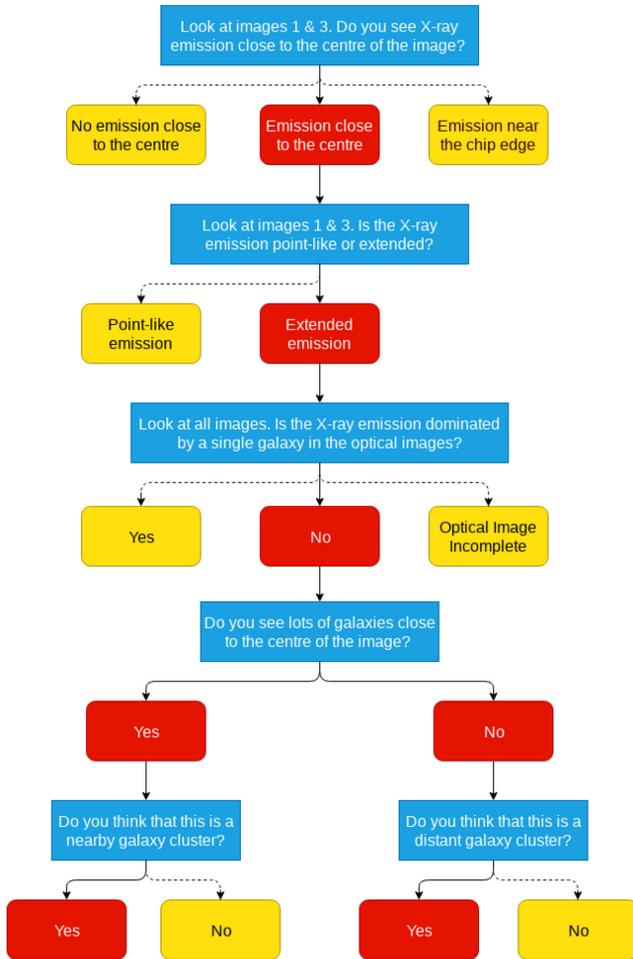 Look at images 1 & 3. Do you see X-ray
emission close to the centre of the image?
No emission close
to the centre
Emission close
to the centre
Emission near
the chip edge
Look at images 1 & 3. Is the X-ray
emission point-like or extended?
Point-like
emission
Extended
emission
Look at all images. Is the X-ray emission dominated
by a single galaxy in the optical images?
Yes
No
Optical Image
Incomplete
Do you see lots of galaxies close
to the centre of the image?
Yes
No
Do you think that this is a
nearby galaxy cluster?
Do you think that this is a
distant galaxy cluster?
Yes
No
Yes
No